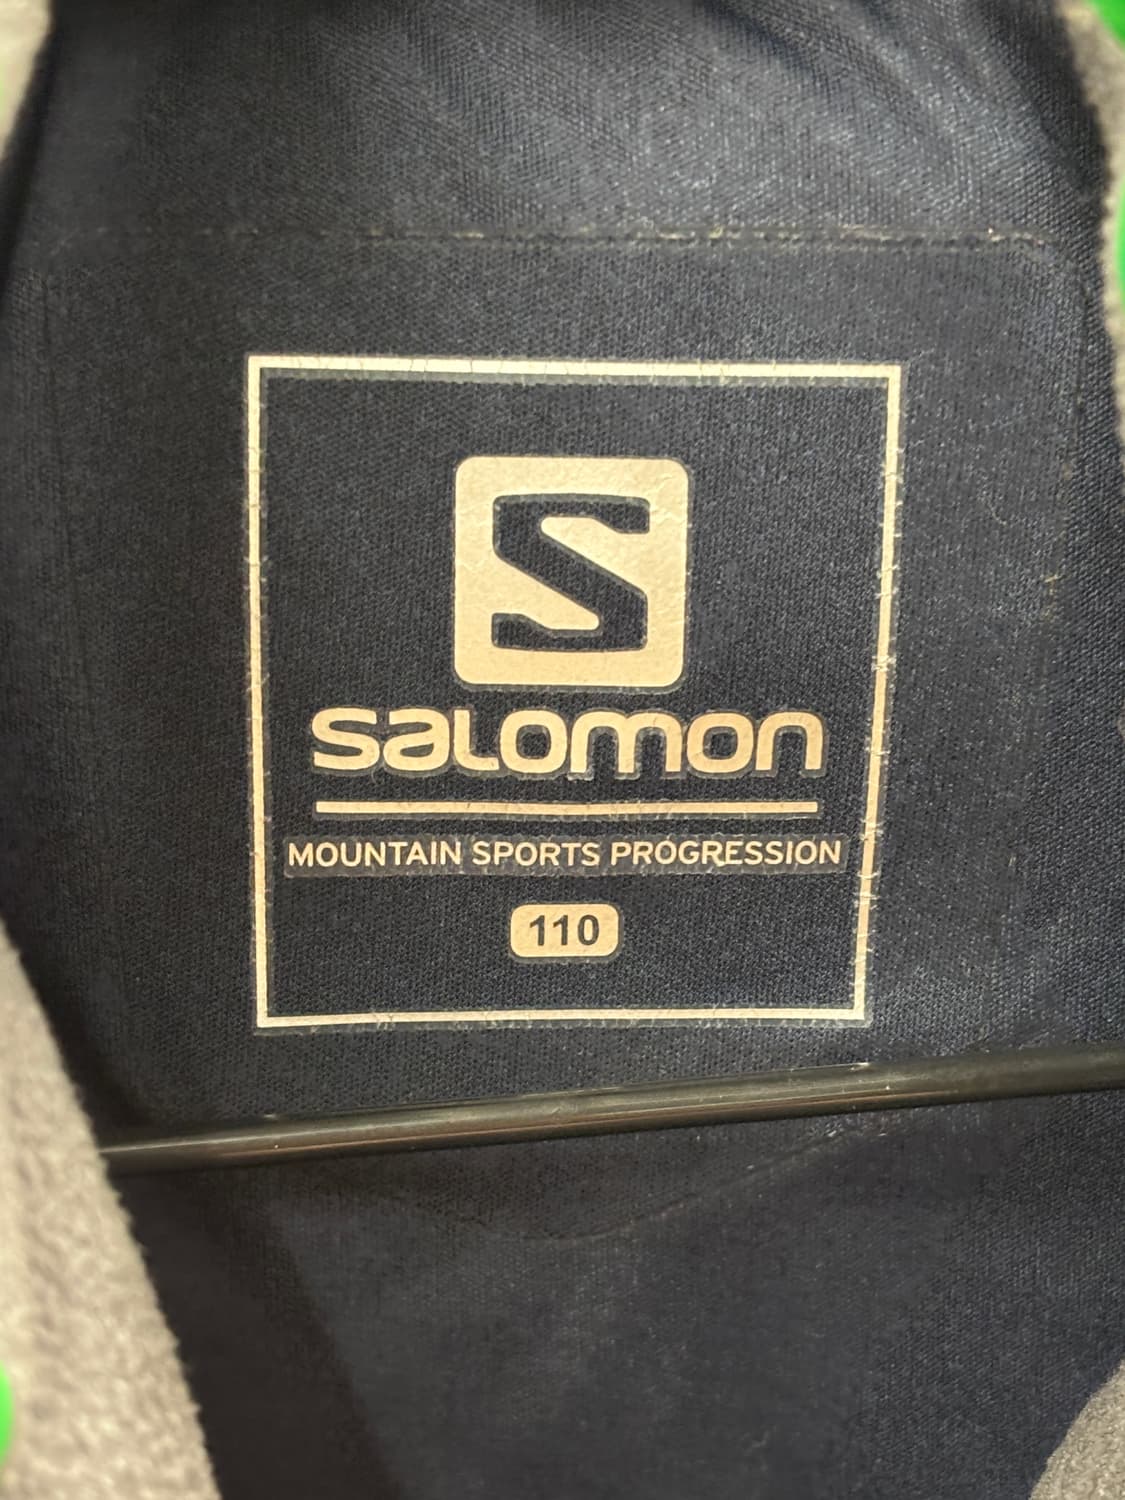 S
salomon
MOUNTAIN SPORTS PROGRESSION
110